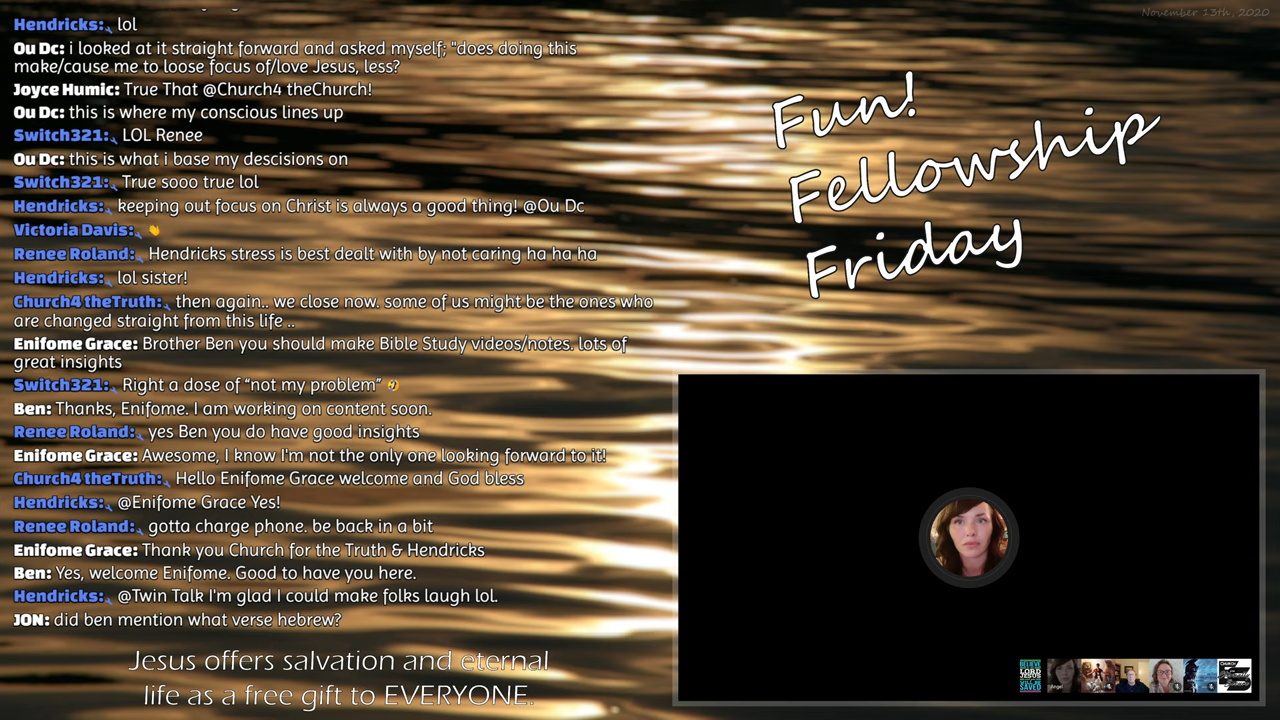 November 13th, 2020
Hendricks: lol
Ou Dc: i looked at it straight forward and asked myself; "does doing this
make/cause me to loose focus of/love Jesus, less?
Joyce Humic: True That @Church4 theChurch!
Ou Dc: this is where my conscious lines up
Switch321: LOL Renee
Ou Dc: this is what i base my descisions on
Switch321: True sooo true lol
Hendricks: keeping out focus on Christ is always a good thing! @Ou Dc
Victoria Davis: 👏
Renee Roland: Hendricks stress is best dealt with by not caring ha ha ha
Hendricks: lol sister!
Church4 theTruth: then again.. we close now. some of us might be the ones who
are changed straight from this life ..
Enifome Grace: Brother Ben you should make Bible Study videos/notes. lots of
great insights
Switch321: Right a dose of “not my problem” 🤣
Ben: Thanks, Enifome. I am working on content soon.
Renee Roland: yes Ben you do have good insights
Enifome Grace: Awesome, I know I'm not the only one looking forward to it!
Church4 theTruth: Hello Enifome Grace welcome and God bless
Hendricks: @Enifome Grace Yes!
Renee Roland: gotta charge phone. be back in a bit
Enifome Grace: Thank you Church for the Truth & Hendricks
Ben: Yes, welcome Enifome. Good to have you here.
Hendricks: @Twin Talk I'm glad I could make folks laugh lol.
JON: did ben mention what verse hebrew?
Jesus offers salvation and eternal
life as a free gift to EVERYONE.
Fun!
Fellowship
Friday
BELIEVE
LORD
JESUS
SAVED
Angel
CHURCH